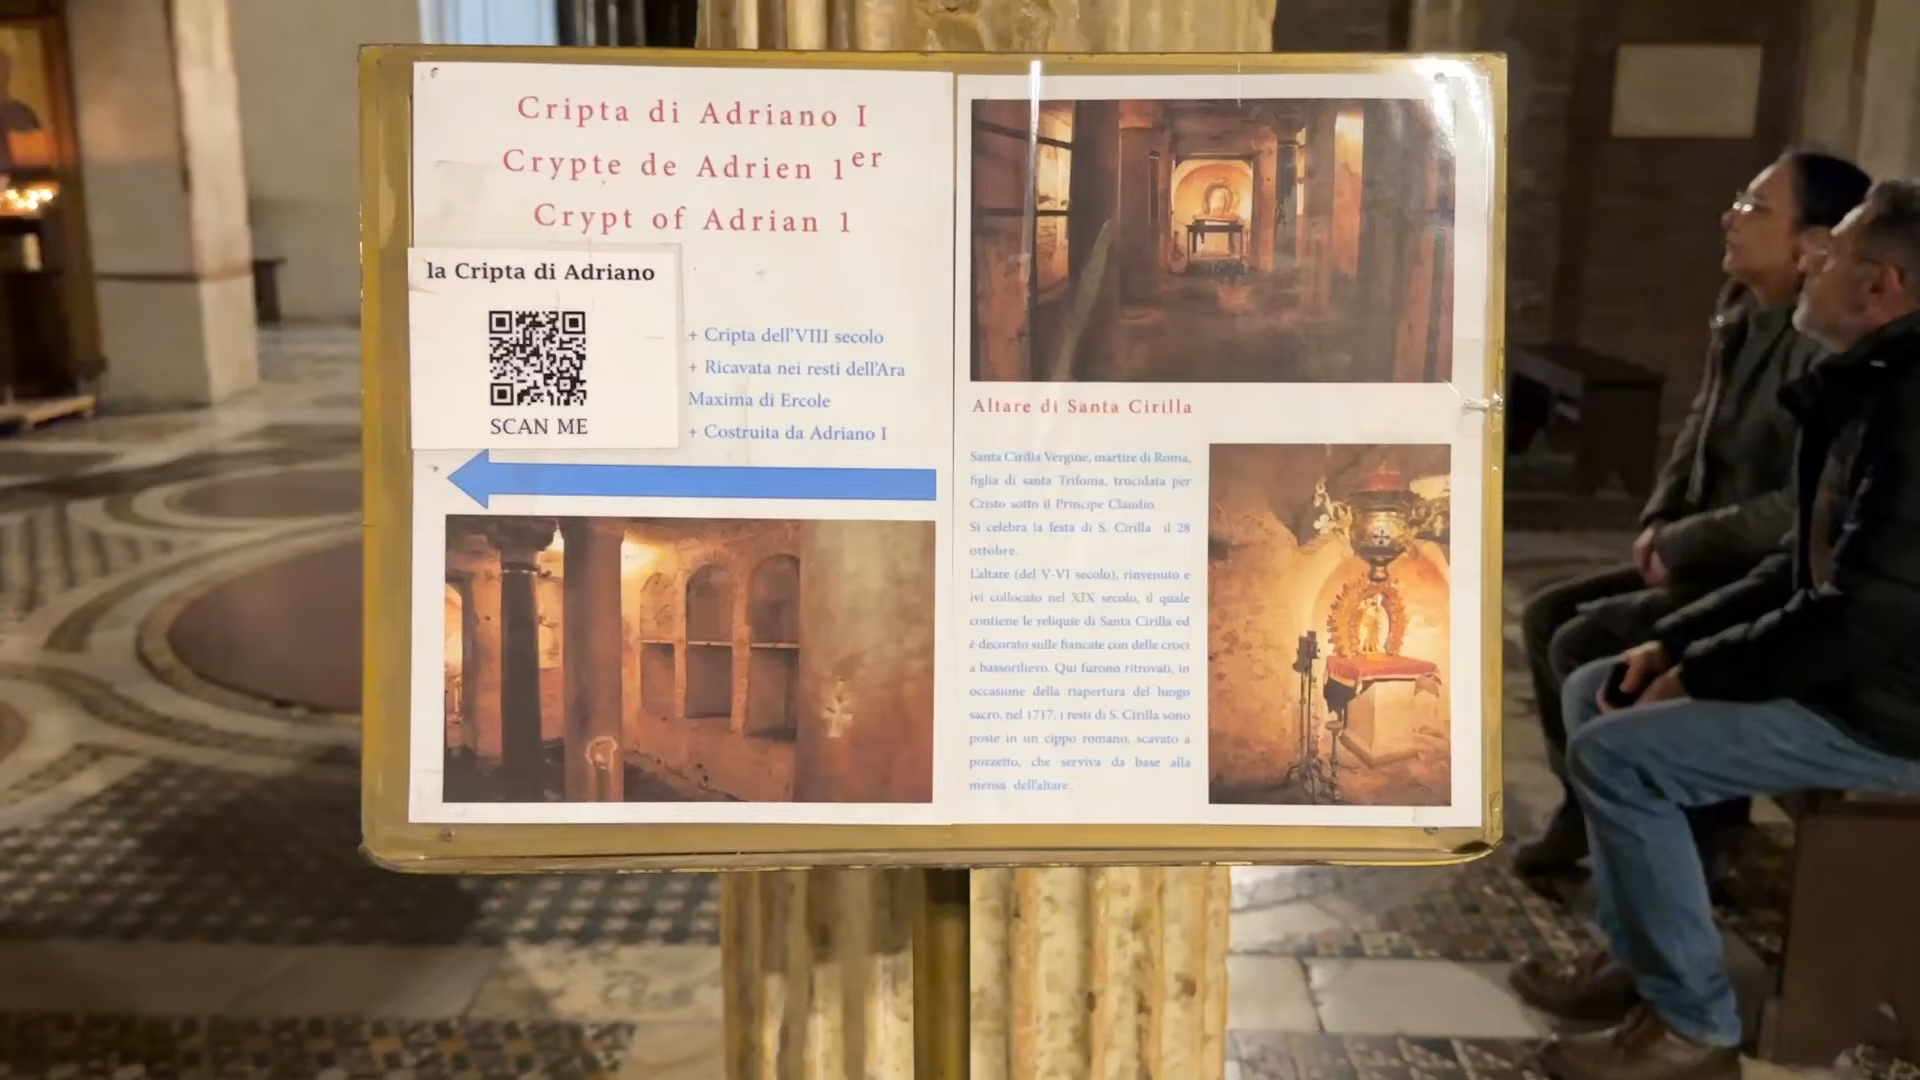 Cripta di Adriano I
Crypte de Adrien 1er
Crypt of Adrian 1
la Cripta di Adriano
SCAN ME
+ Cripta dell'VIII secolo
+ Ricavata nei resti dell'Ara
Maxima di Ercole
+ Costruita da Adriano I
Altare di Santa Cirilla
Santa Cirilla Vergine, martire di Roma,
figlia di santa Trifonia, trucidata per
Cristo sotto il Principe Claudio.
Si celebra la festa di S. Cirilla il 28
ottobre.
L'altare (del V-VI secolo), rinvenuto e
ivi collocato nel XIX secolo, il quale
contiene le reliquie di Santa Cirilla ed
è decorato sulle fiancate con delle croci
a bassorilievo. Qui furono ritrovati, in
occasione della riapertura del luogo
sacro, nel 1717, i resti di S. Cirilla sono
poste in un cippo romano, scavato a
pozzetto, che serviva da base alla
mensa dell'altare.